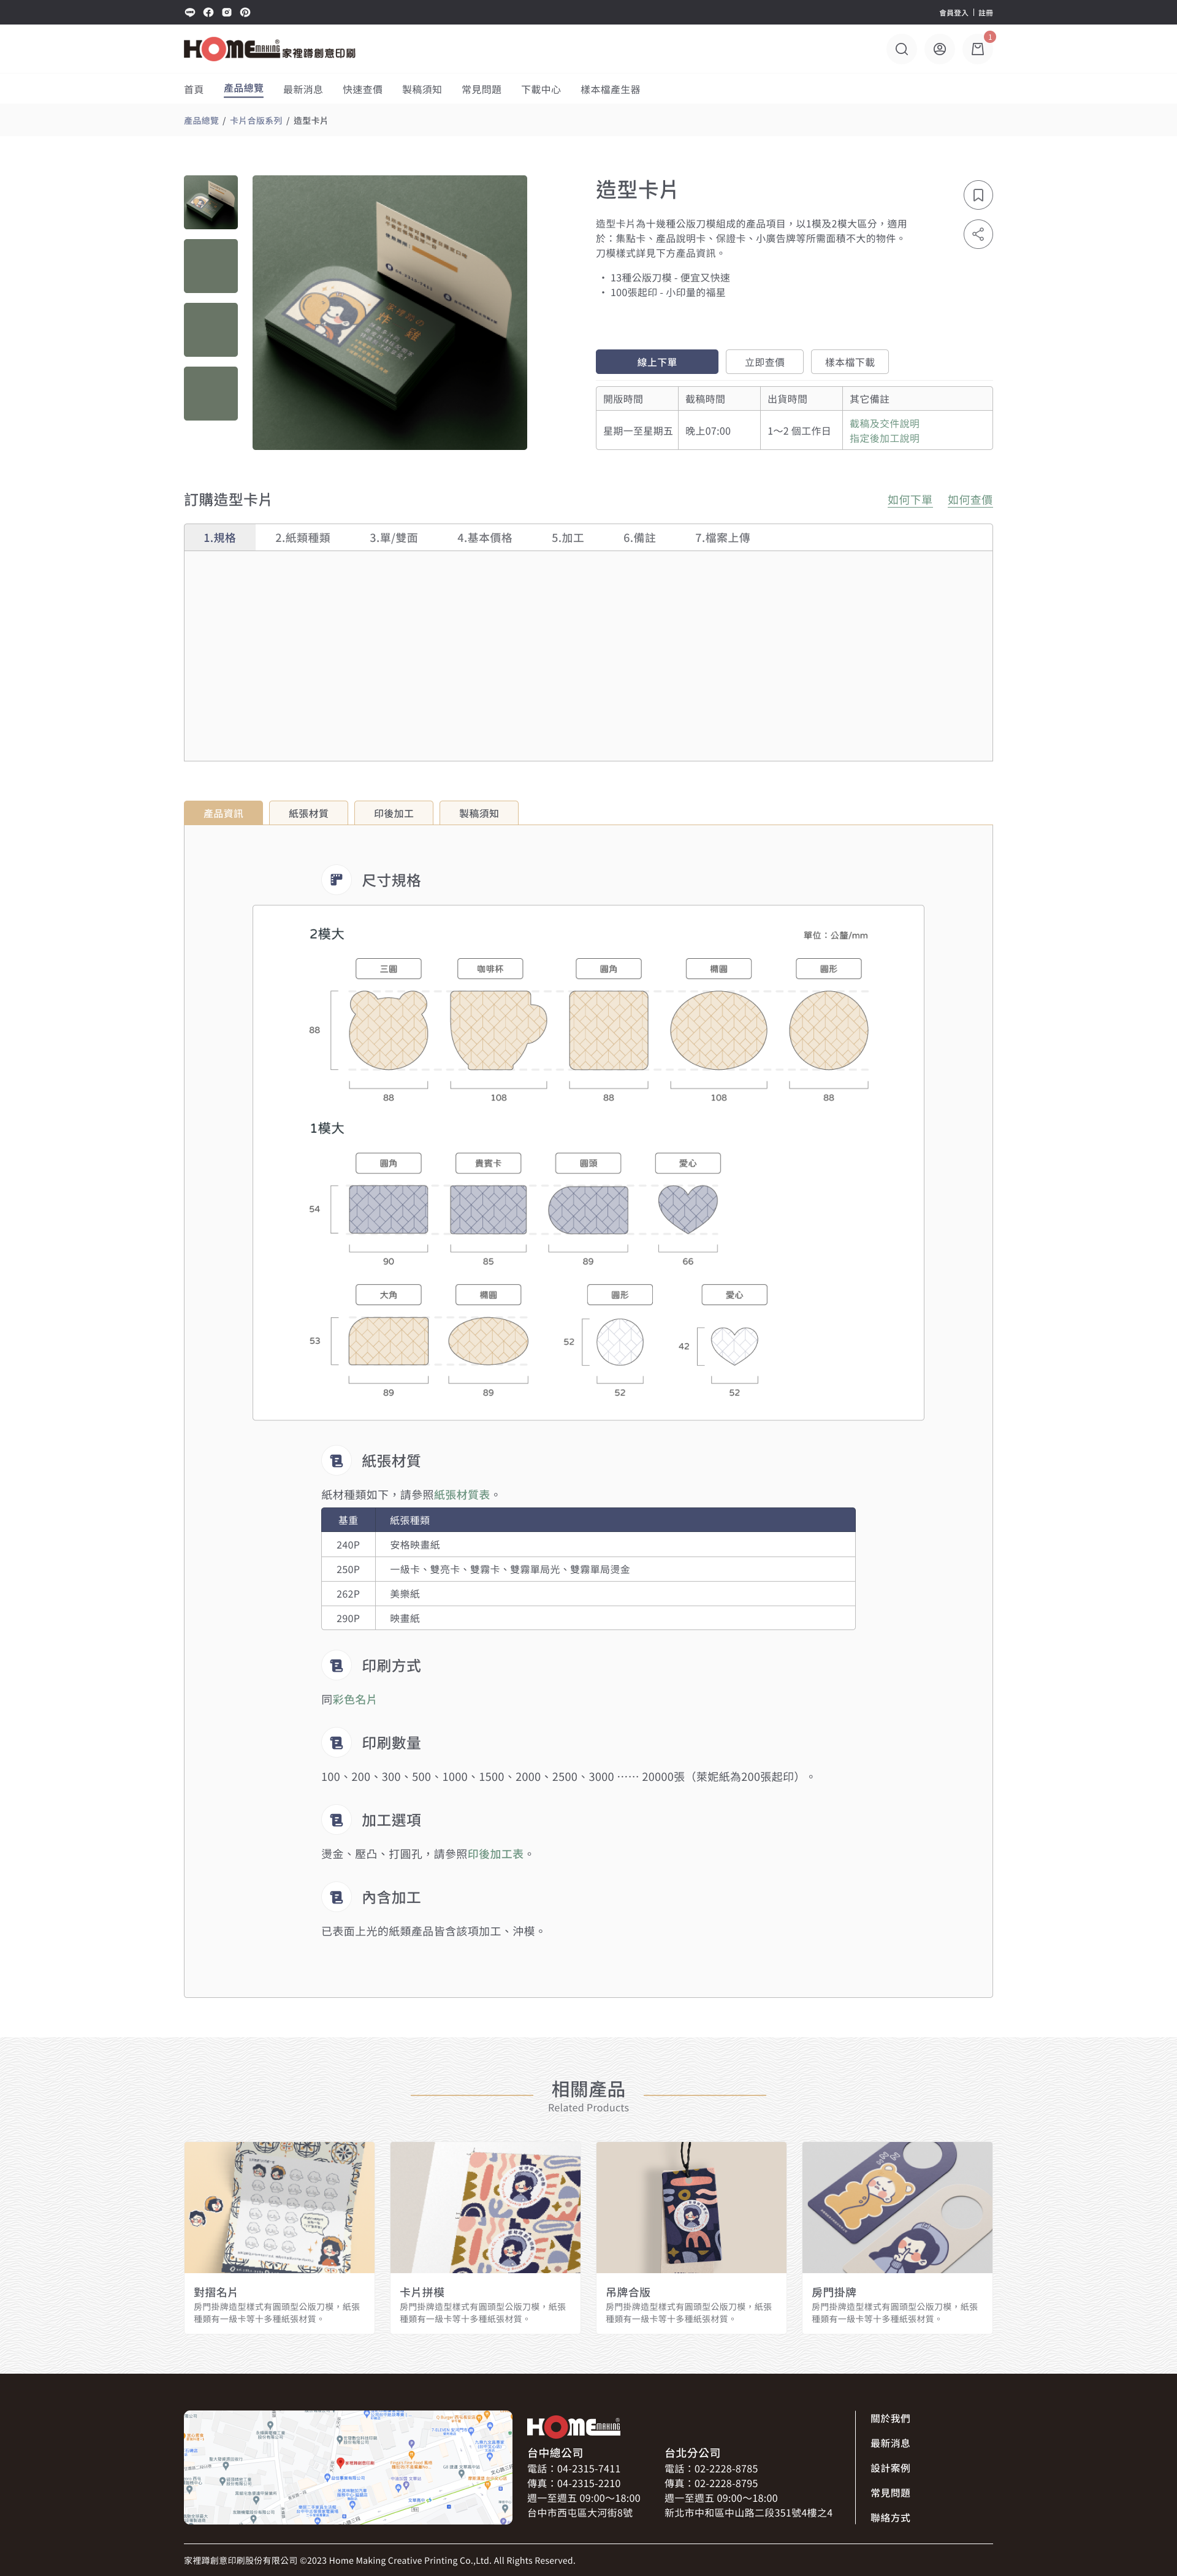 會員登入 | 註冊
HOME MAKING® 家裡蹲創意印刷
1
首頁 產品總覽 最新消息 快速查價 製稿須知 常見問題 下載中心 樣本檔產生器
產品總覽 / 卡片合版系列 / 造型卡片
造型卡片
造型卡片為十幾種公版刀模組成的產品項目，以1模及2模大區分，適用
於：集點卡、產品說明卡、保證卡、小廣告牌等所需面積不大的物件。
刀模樣式詳見下方產品資訊。
• 13種公版刀模 - 便宜又快速
• 100張起印 - 小印量的福星
線上下單 立即查價 樣本檔下載
開版時間 截稿時間 出貨時間 其它備註
星期一至星期五 晚上07:00 1～2 個工作日 截稿及交件說明
指定後加工說明
炸雞
訂購造型卡片
如何下單 如何查價
1.規格 2.紙類種類 3.單/雙面 4.基本價格 5.加工 6.備註 7.檔案上傳
產品資訊 紙張材質 印後加工 製稿須知
尺寸規格
2模大 單位：公釐/mm
三圓 咖啡杯 圓角 橢圓 圓形
88
88 108 88 108 88
1模大
圓角 貴賓卡 圓頭 愛心
54
90 85 89 66
大角 橢圓 圓形 愛心
53 52 42
89 89 52 52
紙張材質
紙材種類如下，請參照紙張材質表。
基重 紙張種類
240P 安格映畫紙
250P 一級卡、雙亮卡、雙霧卡、雙霧單局光、雙霧單局燙金
262P 美樂紙
290P 映畫紙
印刷方式
同彩色名片
印刷數量
100、200、300、500、1000、1500、2000、2500、3000 …… 20000張（萊妮紙為200張起印）。
加工選項
燙金、壓凸、打圓孔，請參照印後加工表。
內含加工
已表面上光的紙類產品皆含該項加工、沖模。
相關產品
Related Products
對摺名片
房門掛牌造型樣式有圓頭型公版刀模，紙張
種類有一級卡等十多種紙張材質。
卡片拼模
房門掛牌造型樣式有圓頭型公版刀模，紙張
種類有一級卡等十多種紙張材質。
吊牌合版
房門掛牌造型樣式有圓頭型公版刀模，紙張
種類有一級卡等十多種紙張材質。
房門掛牌
房門掛牌造型樣式有圓頭型公版刀模，紙張
種類有一級卡等十多種紙張材質。
家裡蹲創意印刷
HOME MAKING®
台中總公司
電話：04-2315-7411
傳真：04-2315-2210
週一至週五 09:00～18:00
台中市西屯區大河街8號
台北分公司
電話：02-2228-8785
傳真：02-2228-8795
週一至週五 09:00～18:00
新北市中和區中山路二段351號4樓之4
關於我們
最新消息
設計案例
常見問題
聯絡方式
家裡蹲創意印刷股份有限公司 ©2023 Home Making Creative Printing Co.,Ltd. All Rights Reserved.